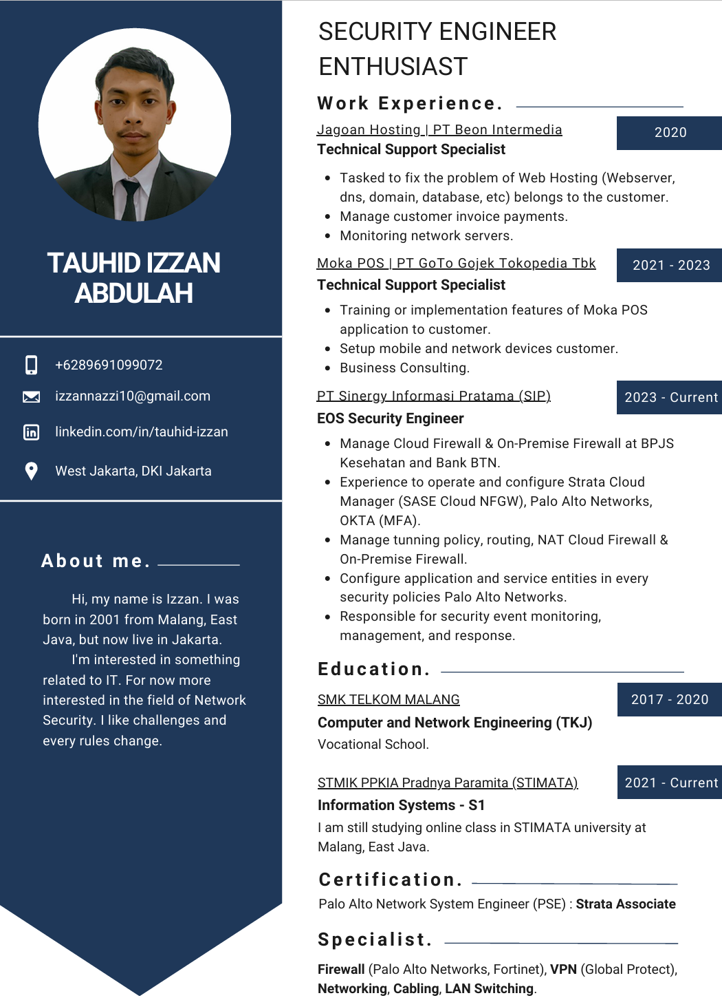 TAUHID IZZAN
ABDULAH
+6289691099072
izzannazzi10@gmail.com
linkedin.com/in/tauhid-izzan
West Jakarta, DKI Jakarta
About me.
Hi, my name is Izzan. I was
born in 2001 from Malang, East
Java, but now live in Jakarta.
I'm interested in something
related to IT. For now more
interested in the field of Network
Security. I like challenges and
every rules change.
SECURITY ENGINEER
ENTHUSIAST
Work Experience.
Jagoan Hosting | PT Beon Intermedia
2020
Technical Support Specialist
• Tasked to fix the problem of Web Hosting (Webserver,
dns, domain, database, etc) belongs to the customer.
• Manage customer invoice payments.
• Monitoring network servers.
Moka POS | PT GoTo Gojek Tokopedia Tbk
2021 - 2023
Technical Support Specialist
• Training or implementation features of Moka POS
application to customer.
• Setup mobile and network devices customer.
• Business Consulting.
PT Sinergy Informasi Pratama (SIP)
2023 - Current
EOS Security Engineer
• Manage Cloud Firewall & On-Premise Firewall at BPJS
Kesehatan and Bank BTN.
• Experience to operate and configure Strata Cloud
Manager (SASE Cloud NFGW), Palo Alto Networks,
OKTA (MFA).
• Manage tunning policy, routing, NAT Cloud Firewall &
On-Premise Firewall.
• Configure application and service entities in every
security policies Palo Alto Networks.
• Responsible for security event monitoring,
management, and response.
Education.
SMK TELKOM MALANG
2017 - 2020
Computer and Network Engineering (TKJ)
Vocational School.
STMIK PPKIA Pradnya Paramita (STIMATA)
2021 - Current
Information Systems - S1
I am still studying online class in STIMATA university at
Malang, East Java.
Certification.
Palo Alto Network System Engineer (PSE) : Strata Associate
Specialist.
Firewall (Palo Alto Networks, Fortinet), VPN (Global Protect),
Networking, Cabling, LAN Switching.